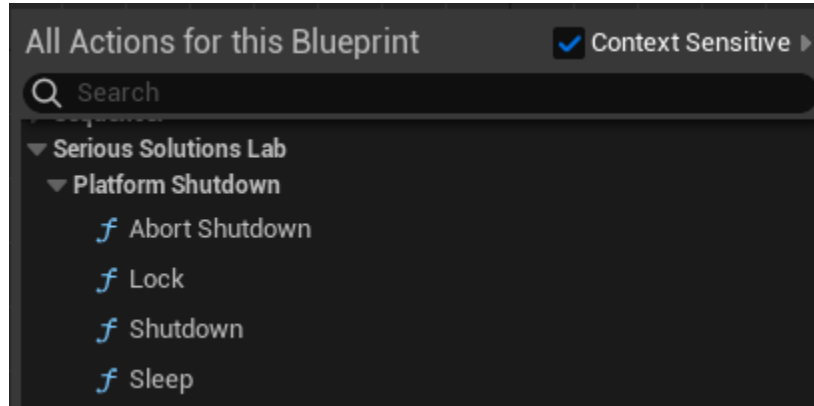 All Actions for this Blueprint
Context Sensitive
Search
Serious Solutions Lab
Platform Shutdown
f Abort Shutdown
f Lock
f Shutdown
f Sleep